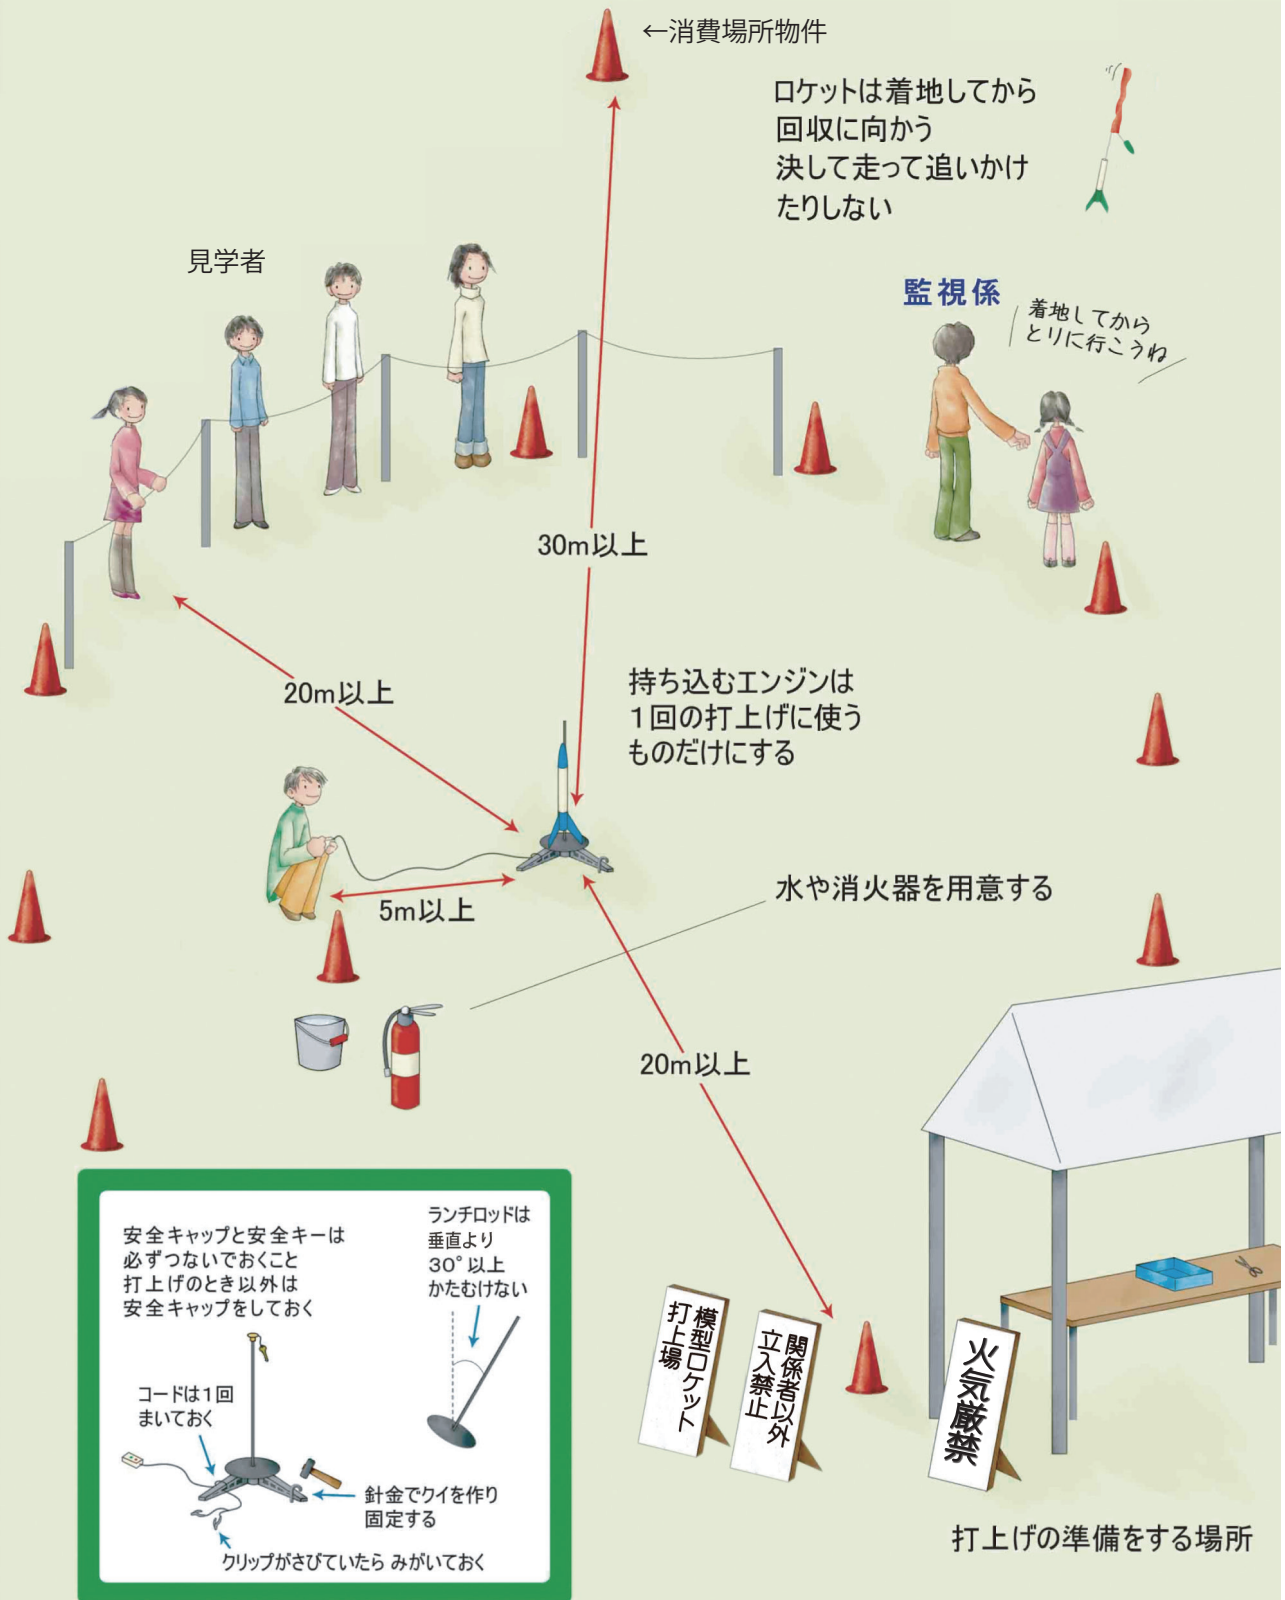 ←消費場所物件
ロケットは着地してから
回収に向かう
決して走って追いかけ
たりしない
見学者
監視係
着地してから
とりに行こうね
30m以上
20m以上
持ち込むエンジンは
1回の打上げに使う
ものだけにする
5m以上
水や消火器を用意する
20m以上
安全キャップと安全キーは
必ずつないでおくこと
打上げのとき以外は
安全キャップをしておく
ランチロッドは
垂直より
30°以上
かたむけない
コードは1回
まいておく
針金でクイを作り
固定する
クリップがさびていたら みがいておく
模型ロケット
打上場
関係者以外
立入禁止
火気厳禁
打上げの準備をする場所